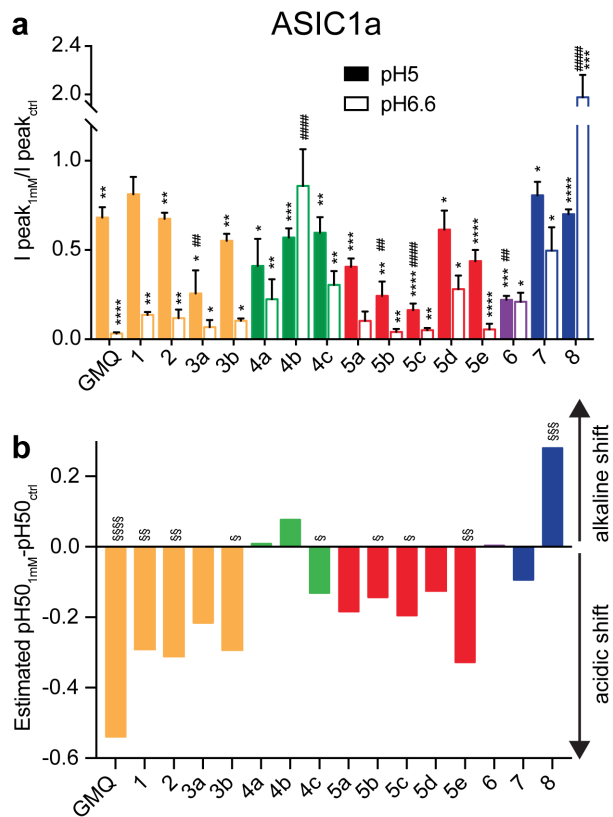 a
ASIC1a
I peak1mM/I peakctrl
2.4
2.0
1.0
0.5
0.0
pH5
pH6.6
** **** ** ** ** * ## * ** * * ** *** #### ** ** *** ## ** ** #### **** ** * * **** **** ## *** * * * **** #### ***
GMQ 1 2 3a 3b 4a 4b 4c 5a 5b 5c 5d 5e 6 7 8
b
Estimated pH501mM-pH50ctrl
0.2
0.0
-0.2
-0.4
-0.6
§§§§ §§ §§ §§ § § § §§ §§§
alkaline shift
acidic shift
GMQ 1 2 3a 3b 4a 4b 4c 5a 5b 5c 5d 5e 6 7 8